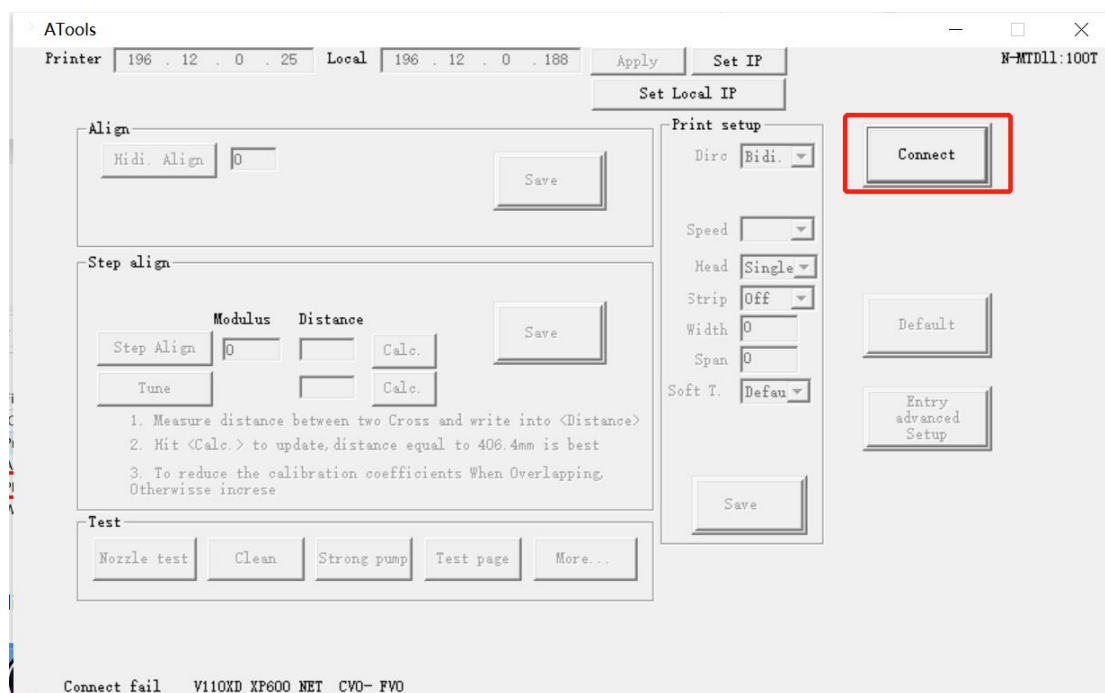 ATools
Printer 196 . 12 . 0 . 25 Local 196 . 12 . 0 . 188 Apply Set IP N-MTDll:100T
Set Local IP
Align
Hidi. Align 0
Save
Print setup
Dirc Bidi.
Speed
Head Single
Strip Off
Width 0
Span 0
Soft T. Defau
Save
Connect
Default
Entry
advanced
Setup
Step align
Modulus Distance
Step Align 0 Calc.
Save
Tune Calc.
1. Measure distance between two Cross and write into <Distance>
2. Hit <Calc.> to update, distance equal to 406.4mm is best
3. To reduce the calibration coefficients When Overlapping,
Otherwisse increse
Test
Nozzle test Clean Strong pump Test page More...
Connect fail V110XD XP600 NET CV0- FV0